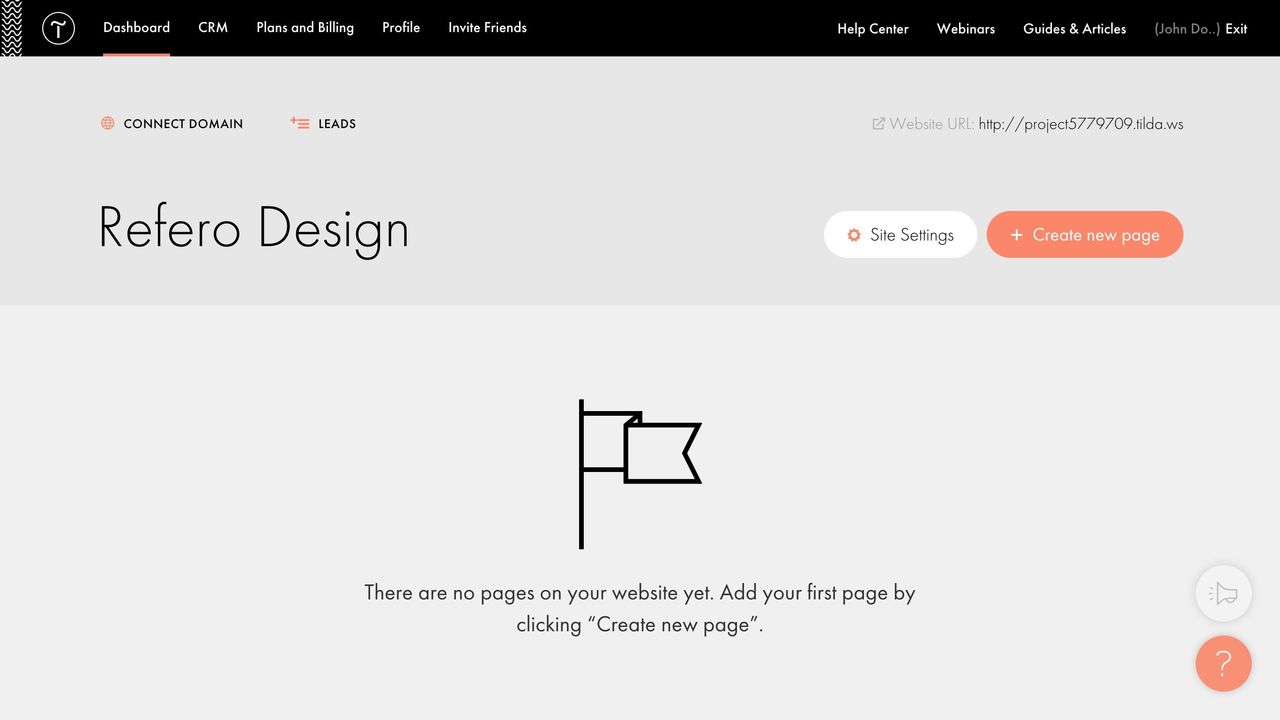 Dashboard CRM Plans and Billing Profile Invite Friends Help Center Webinars Guides & Articles (John Do..) Exit
CONNECT DOMAIN LEADS Website URL: http://project5779709.tilda.ws
Refero Design
Site Settings + Create new page
There are no pages on your website yet. Add your first page by
clicking “Create new page”.
?